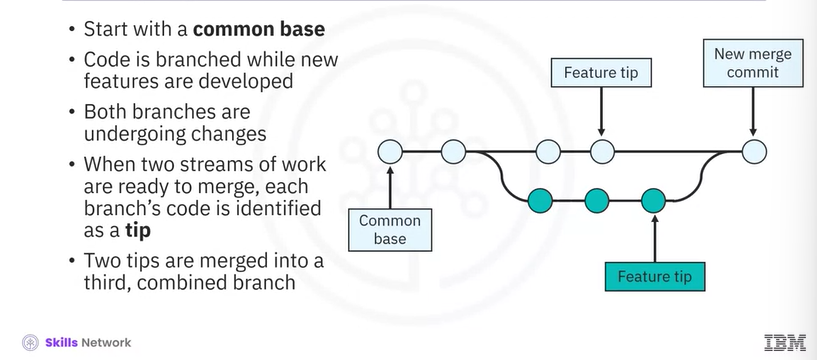 • Start with a common base
• Code is branched while new
features are developed
• Both branches are
undergoing changes
• When two streams of work
are ready to merge, each
branch's code is identified
as a tip
• Two tips are merged into a
third, combined branch
Feature tip
New merge
commit
Common
base
Feature tip
Skills Network
IBM